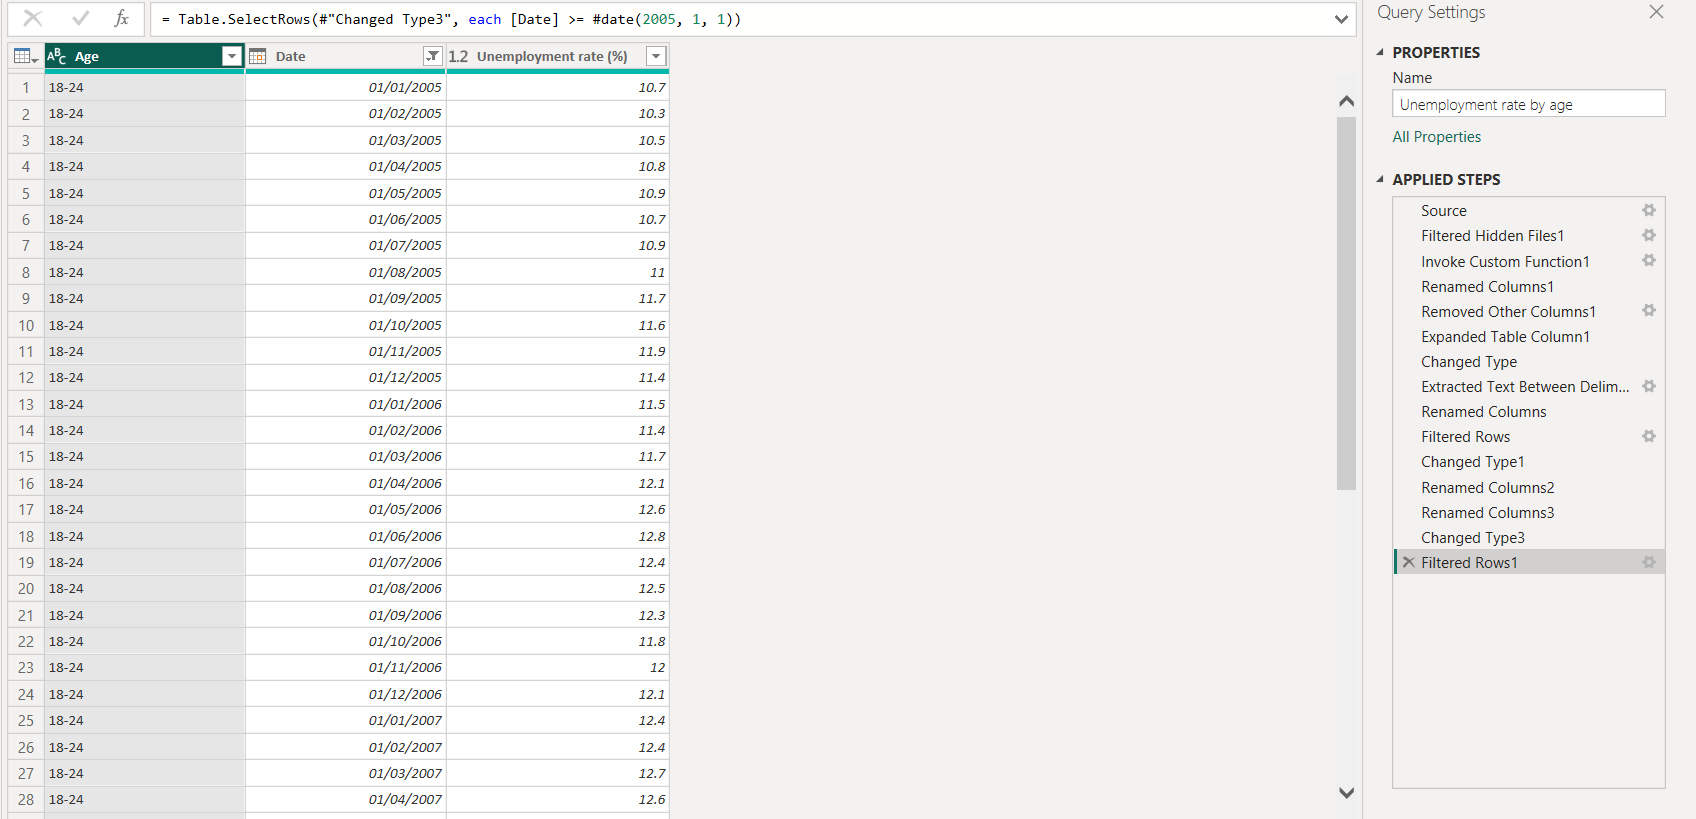 fx = Table.SelectRows(#"Changed Type3", each [Date] >= #date(2005, 1, 1))
ABC Age Date 1.2 Unemployment rate (%)
1 18-24 01/01/2005 10.7
2 18-24 01/02/2005 10.3
3 18-24 01/03/2005 10.5
4 18-24 01/04/2005 10.8
5 18-24 01/05/2005 10.9
6 18-24 01/06/2005 10.7
7 18-24 01/07/2005 10.9
8 18-24 01/08/2005 11
9 18-24 01/09/2005 11.7
10 18-24 01/10/2005 11.6
11 18-24 01/11/2005 11.9
12 18-24 01/12/2005 11.4
13 18-24 01/01/2006 11.5
14 18-24 01/02/2006 11.4
15 18-24 01/03/2006 11.7
16 18-24 01/04/2006 12.1
17 18-24 01/05/2006 12.6
18 18-24 01/06/2006 12.8
19 18-24 01/07/2006 12.4
20 18-24 01/08/2006 12.5
21 18-24 01/09/2006 12.3
22 18-24 01/10/2006 11.8
23 18-24 01/11/2006 12
24 18-24 01/12/2006 12.1
25 18-24 01/01/2007 12.4
26 18-24 01/02/2007 12.4
27 18-24 01/03/2007 12.7
28 18-24 01/04/2007 12.6
Query Settings
PROPERTIES
Name
Unemployment rate by age
All Properties
APPLIED STEPS
Source
Filtered Hidden Files1
Invoke Custom Function1
Renamed Columns1
Removed Other Columns1
Expanded Table Column1
Changed Type
Extracted Text Between Delim...
Renamed Columns
Filtered Rows
Changed Type1
Renamed Columns2
Renamed Columns3
Changed Type3
Filtered Rows1